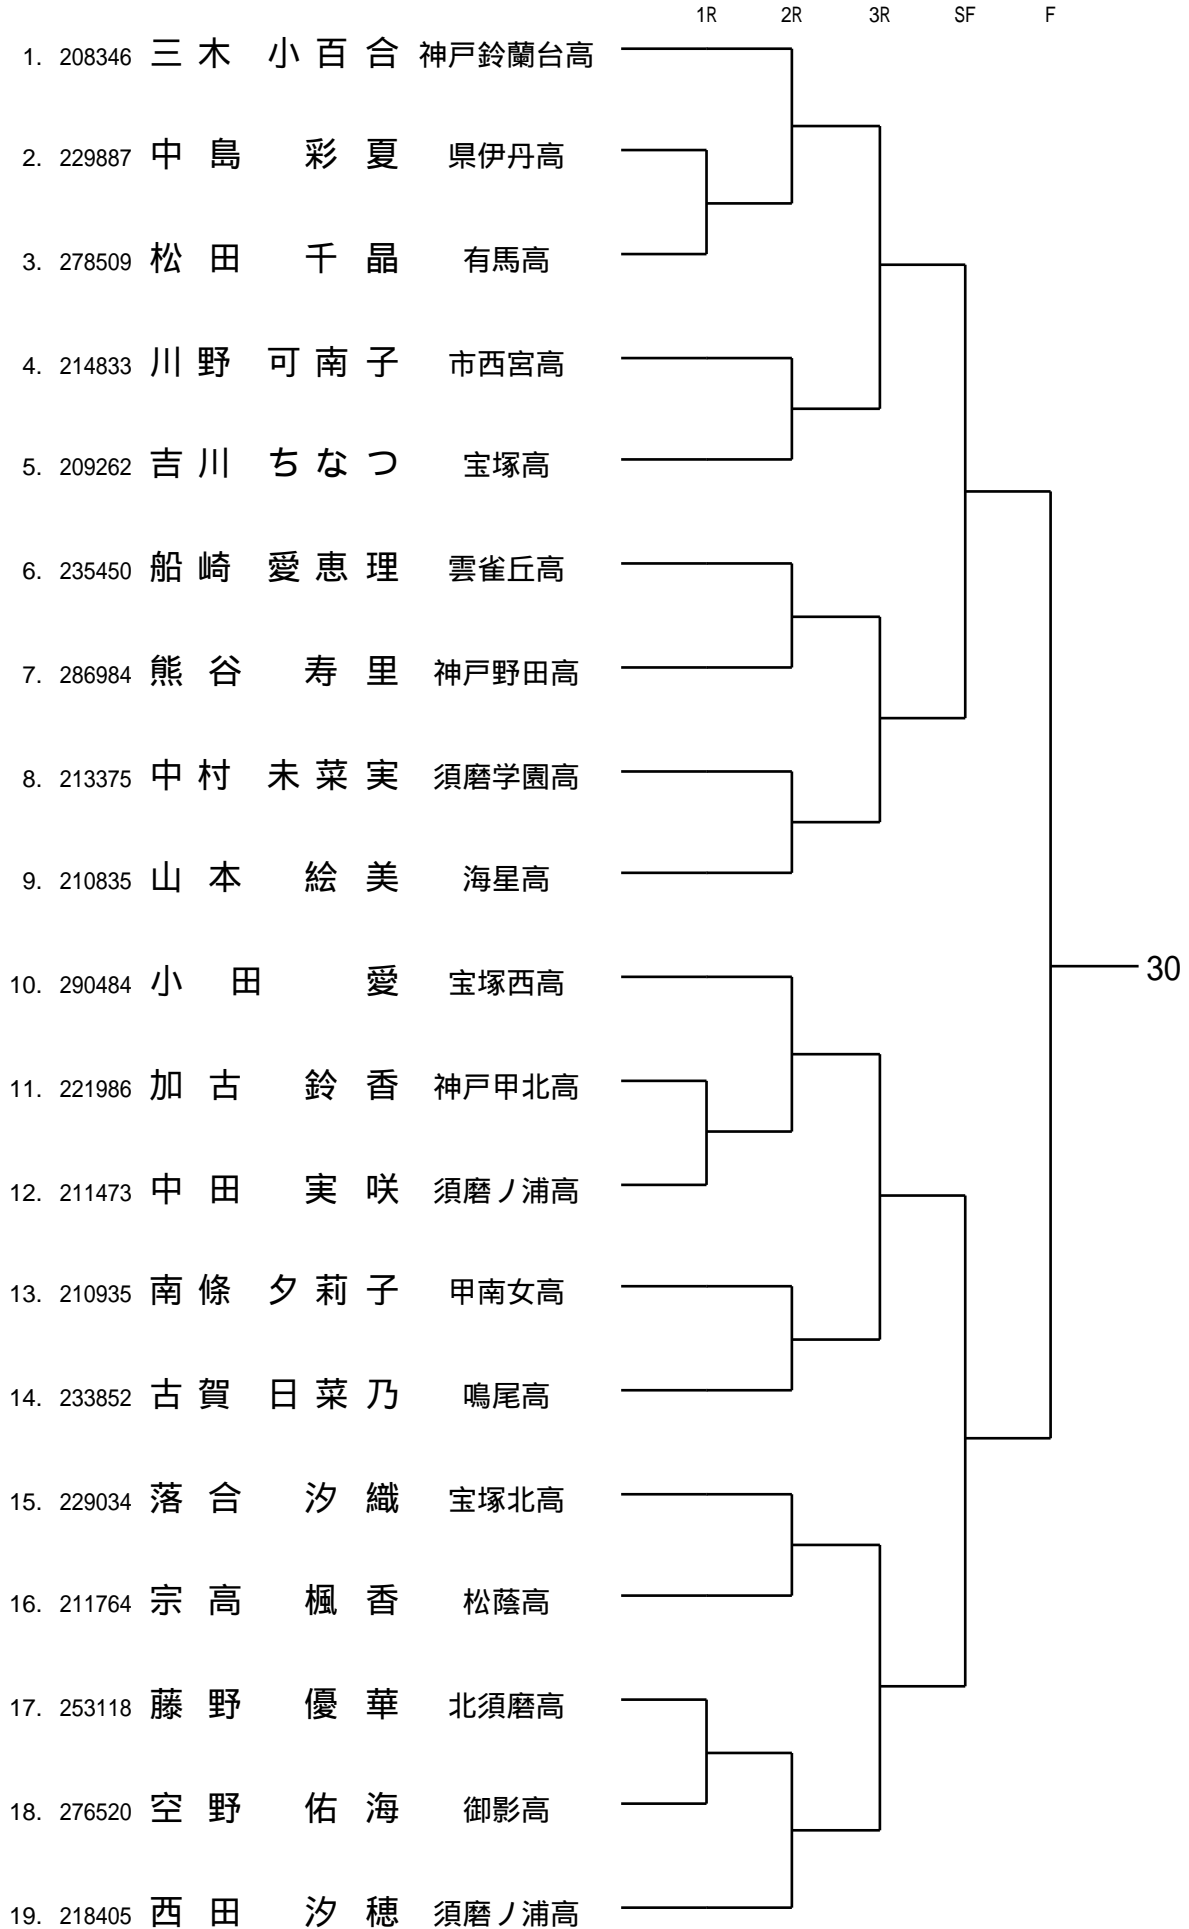 1R 2R 3R SF F
1. 208346 三木 小百合 神戸鈴蘭台高
2. 229887 中島 彩夏 県伊丹高
3. 278509 松田 千晶 有馬高
4. 214833 川野 可南子 市西宮高
5. 209262 吉川 ちなつ 宝塚高
6. 235450 船崎 愛恵理 雲雀丘高
7. 286984 熊谷 寿里 神戸野田高
8. 213375 中村 未菜実 須磨学園高
9. 210835 山本 絵美 海星高
10. 290484 小田 愛 宝塚西高
30
11. 221986 加古 鈴香 神戸甲北高
12. 211473 中田 実咲 須磨ノ浦高
13. 210935 南條 夕莉子 甲南女高
14. 233852 古賀 日菜乃 鳴尾高
15. 229034 落合 汐織 宝塚北高
16. 211764 宗高 楓香 松蔭高
17. 253118 藤野 優華 北須磨高
18. 276520 空野 佑海 御影高
19. 218405 西田 汐穂 須磨ノ浦高